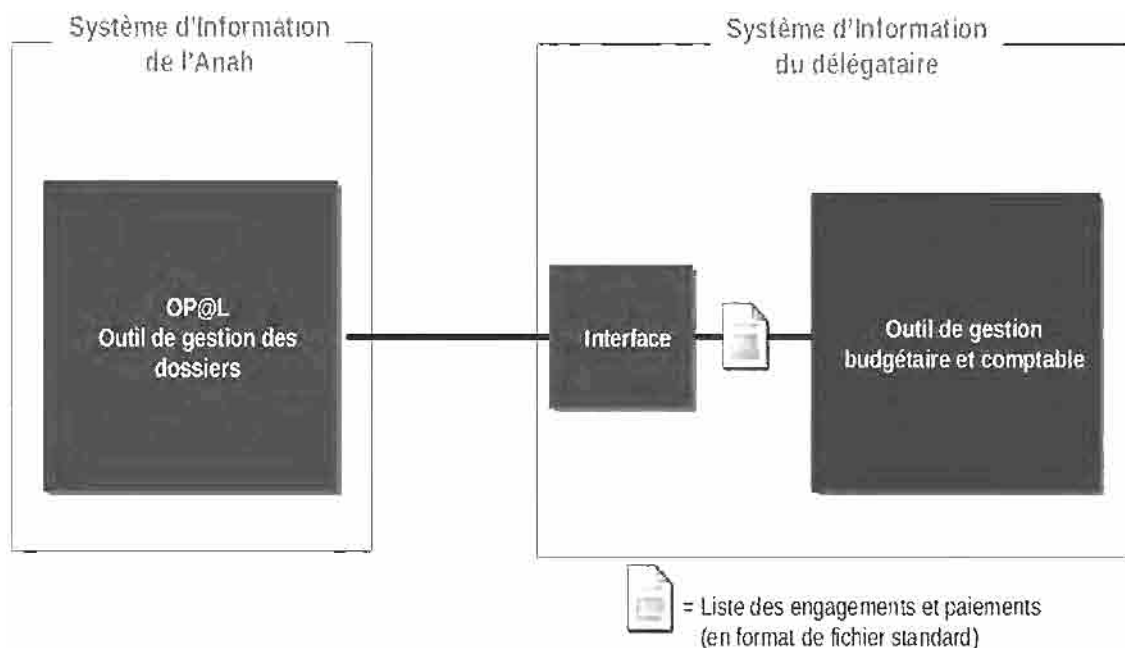 Système d'Information
de l'Anah
Système d'Information
du délégataire
OP@L
Outil de gestion des
dossiers
Interface
Outil de gestion
budgétaire et comptable
= Liste des engagements et paiements
(en format de fichier standard)